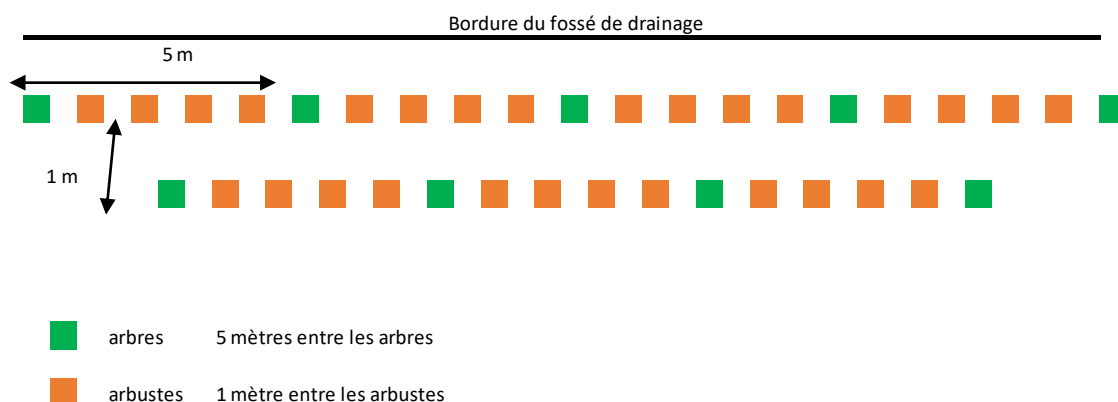 Bordure du fossé de drainage
5 m
1 m
arbres 5 mètres entre les arbres
arbustes 1 mètre entre les arbustes